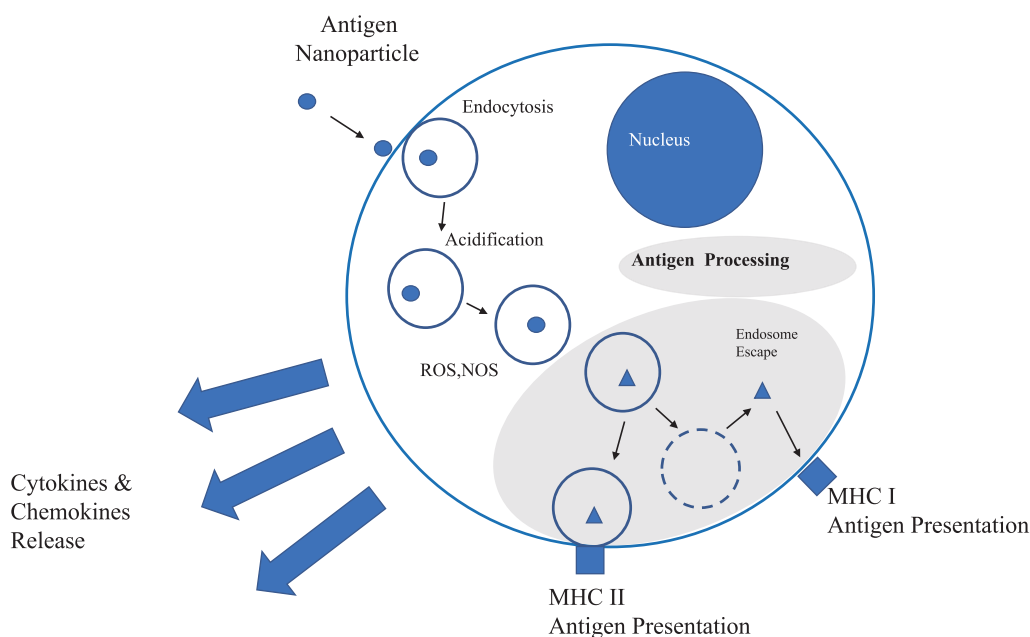 Antigen
Nanoparticle
Endocytosis
Nucleus
Acidification
Antigen Processing
Endosome
Escape
ROS,NOS
Cytokines &
Chemokines
Release
MHC I
Antigen Presentation
MHC II
Antigen Presentation